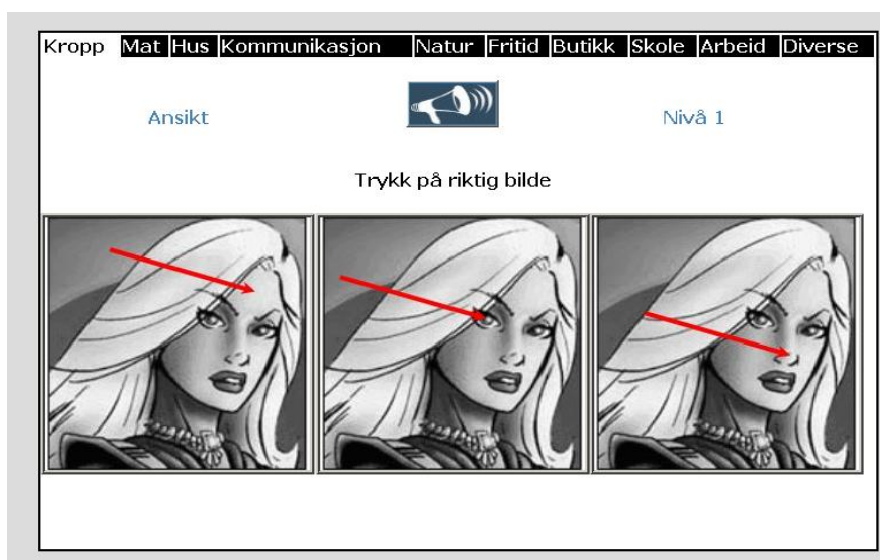 Kropp Mat Hus Kommunikasjon Natur Fritid Butikk Skole Arbeid Diverse
Ansikt Nivå 1
Trykk på riktig bilde